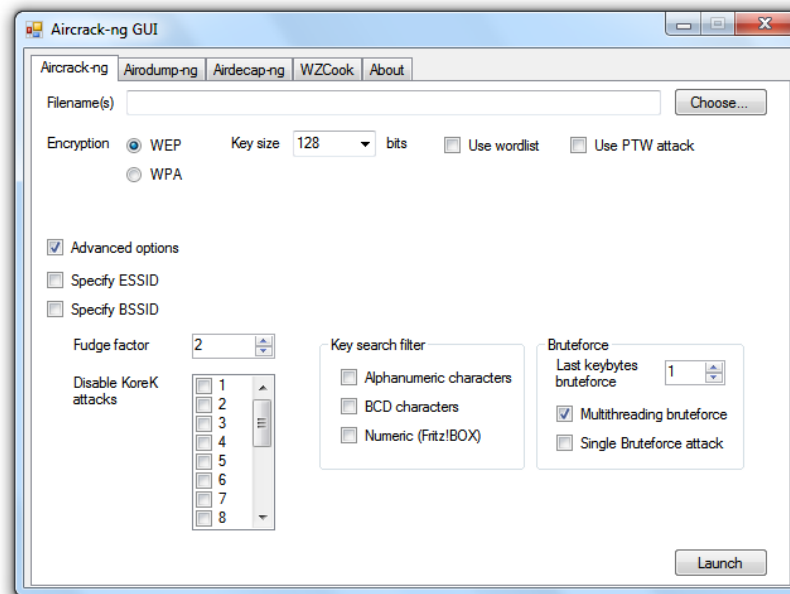 Aircrack-ng GUI
Aircrack-ng Airodump-ng Airdecap-ng WZCook About
Filename(s) Choose...
Encryption WEP Key size 128 bits Use wordlist Use PTW attack
WPA
Advanced options
Specify ESSID
Specify BSSID
Fudge factor 2
Disable KoreK
attacks
1
2
3
4
5
6
7
8
Key search filter
Alphanumeric characters
BCD characters
Numeric (Fritz!BOX)
Bruteforce
Last keybytes
bruteforce 1
Multithreading bruteforce
Single Bruteforce attack
Launch